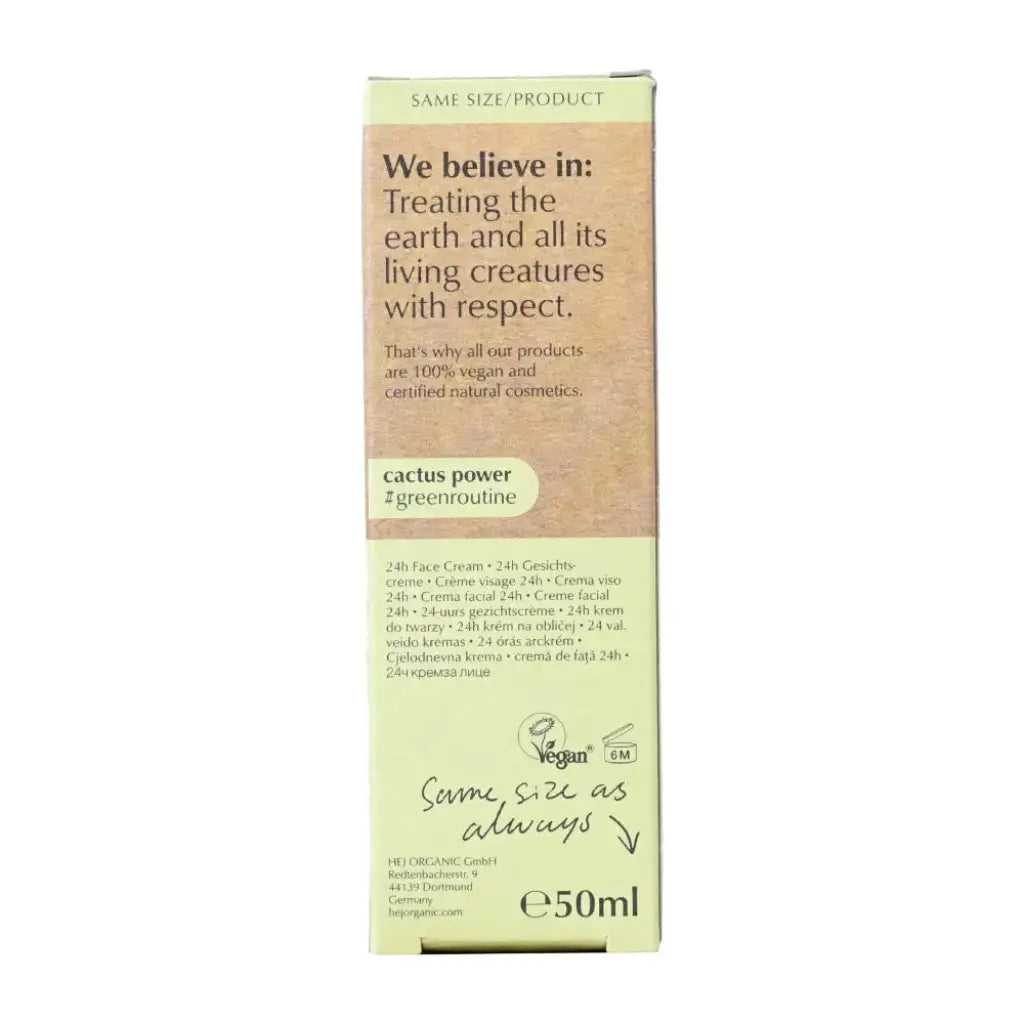 SAME SIZE/PRODUCT
We believe in:
Treating the
earth and all its
living creatures
with respect.
That's why all our products
are 100% vegan and
certified natural cosmetics.
cactus power
#greenroutine
24h Face Cream • 24h Gesichts-
creme • Crème visage 24h • Crema viso
24h • Crema facial 24h • Creme facial
24h • 24-uurs gezichtscrème • 24h krem
do twarzy • 24h krém na obličej • 24 val.
veido kremas • 24 órás arckrém •
Cjelodnevna krema • cremă de față 24h •
24ч кремза лице
Vegan®
6M
Same size as
always
HEJ ORGANIC GmbH
Redtenbacherstr. 9
44139 Dortmund
Germany
hejorganic.com
℮50ml